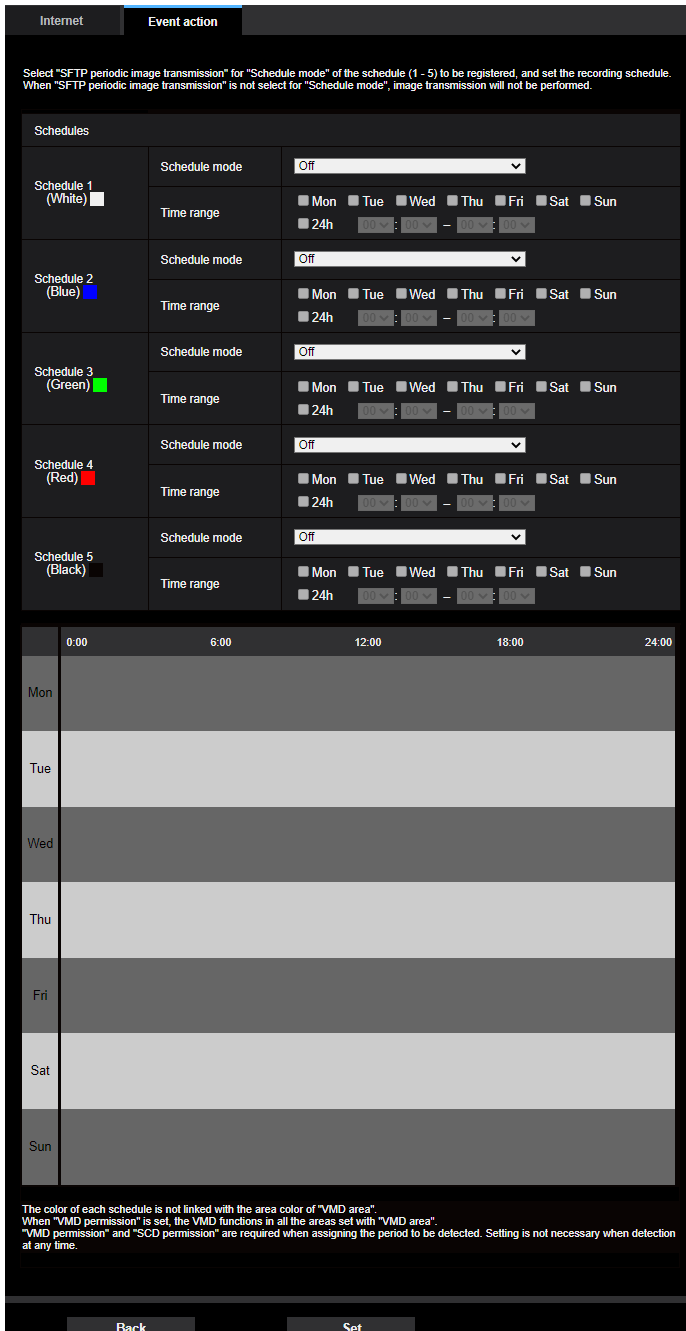 Internet
Event action
Select "SFTP periodic image transmission" for "Schedule mode" of the schedule (1 - 5) to be registered, and set the recording schedule.
When "SFTP periodic image transmission" is not select for "Schedule mode", image transmission will not be performed.
Schedules
Schedule 1
(White)
Schedule mode
Off
Time range
Mon Tue Wed Thu Fri Sat Sun
24h 00 : 00 – 00 : 00
Schedule 2
(Blue)
Schedule mode
Off
Time range
Mon Tue Wed Thu Fri Sat Sun
24h 00 : 00 – 00 : 00
Schedule 3
(Green)
Schedule mode
Off
Time range
Mon Tue Wed Thu Fri Sat Sun
24h 00 : 00 – 00 : 00
Schedule 4
(Red)
Schedule mode
Off
Time range
Mon Tue Wed Thu Fri Sat Sun
24h 00 : 00 – 00 : 00
Schedule 5
(Black)
Schedule mode
Off
Time range
Mon Tue Wed Thu Fri Sat Sun
24h 00 : 00 – 00 : 00
0:00 6:00 12:00 18:00 24:00
Mon
Tue
Wed
Thu
Fri
Sat
Sun
The color of each schedule is not linked with the area color of "VMD area".
When "VMD permission" is set, the VMD functions in all the areas set with "VMD area".
"VMD permission" and "SCD permission" are required when assigning the period to be detected. Setting is not necessary when detection
at any time.
Back Set